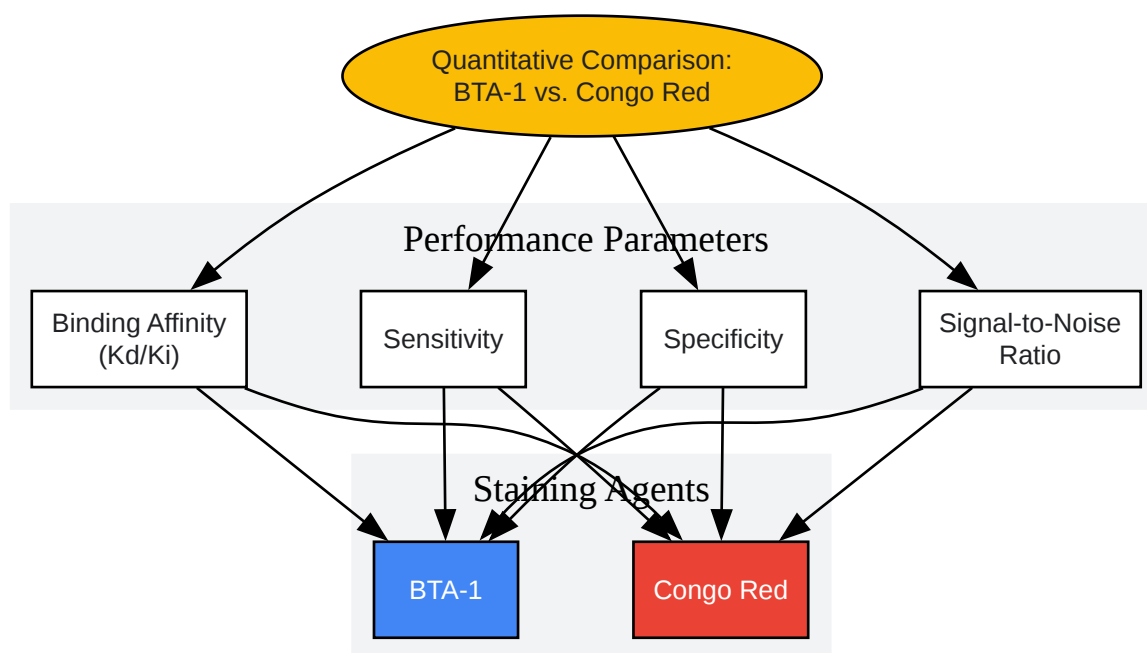 Quantitative Comparison:
BTA-1 vs. Congo Red
Performance Parameters
Binding Affinity
(Kd/Ki)
Sensitivity
Specificity
Signal-to-Noise
Ratio
Staining Agents
BTA-1
Congo Red